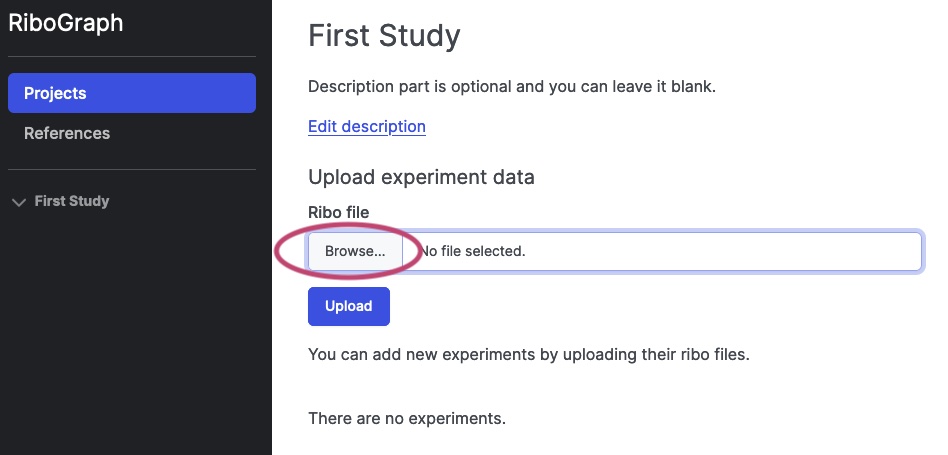 RiboGraph
Projects
References
First Study
First Study
Description part is optional and you can leave it blank.
Edit description
Upload experiment data
Ribo file
Browse... No file selected.
Upload
You can add new experiments by uploading their ribo files.
There are no experiments.